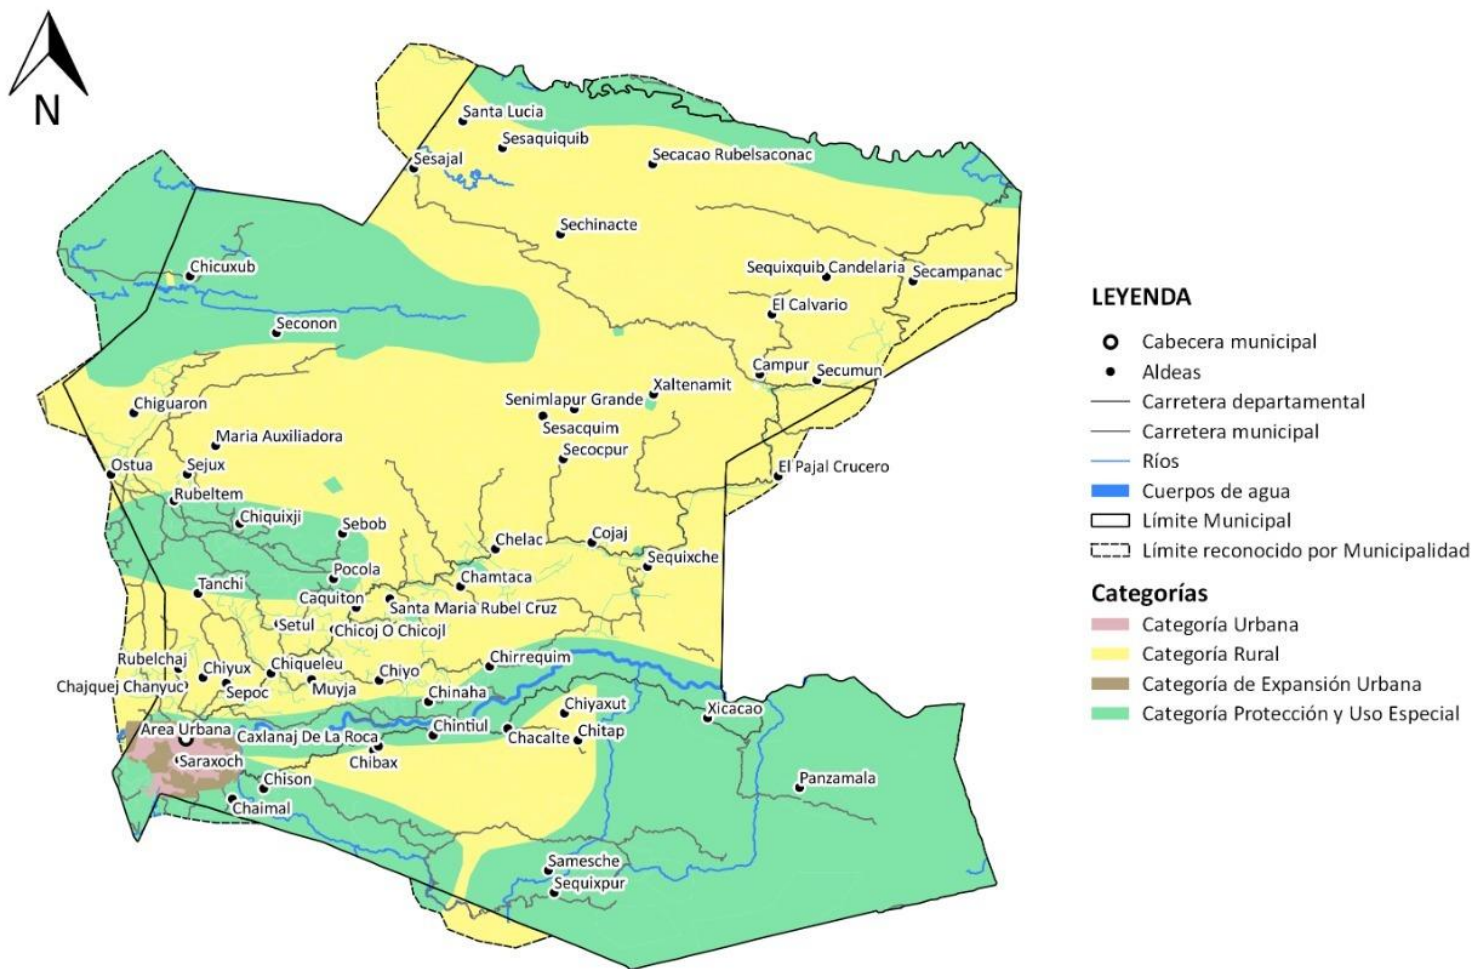 N
Santa Lucia
Sesaquiquib
Sesajal
Secacao Rubelsaconac
Sechinacte
Chicuxub
Sequixquib Candelaria
Secampanac
El Calvario
Seconon
Campur
Secumun
Xaltenamit
Senimlapur Grande
Chiguaron
Sesacquim
Maria Auxiliadora
Secocpur
Ostua
Sejux
El Pajal Crucero
Rubeltem
Chiquixji
Sebob
Cojaj
Chelac
Sequixche
Pocola
Tanchi
Chamtaca
Caquiton
Santa Maria Rubel Cruz
Setul
Chicoj O Chicojl
Rubelchaj
Chiyux
Chiqueleu
Chirrequim
Chiyo
Chajquej Chanyuc
Sepoc
Muyja
Chinaha
Chiyaxut
Xicacao
Area Urbana
Caxlanaj De La Roca
Chintiul
Chacalte
Chitap
Saraxoch
Chibax
Chison
Panzamala
Chaimal
Samesche
Sequixpur
LEYENDA
Cabecera municipal
Aldeas
Carretera departamental
Carretera municipal
Ríos
Cuerpos de agua
Límite Municipal
Límite reconocido por Municipalidad
Categorías
Categoría Urbana
Categoría Rural
Categoría de Expansión Urbana
Categoría Protección y Uso Especial